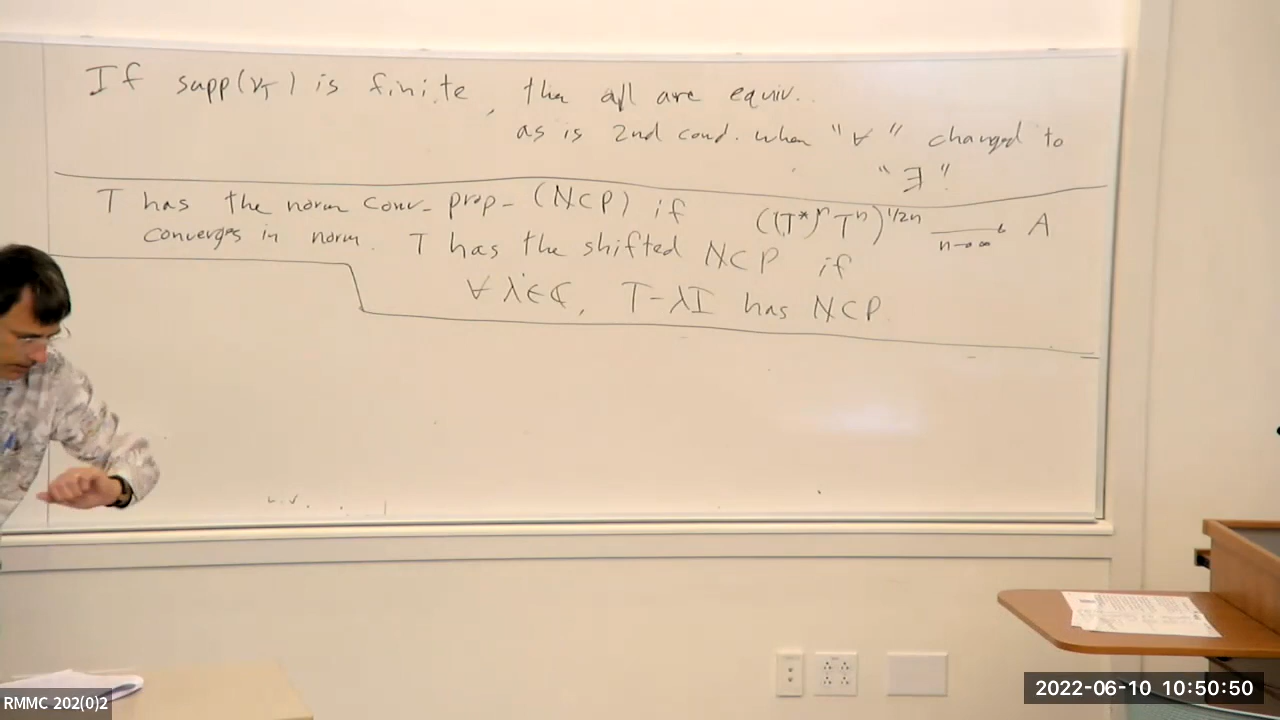 If supp(ν_T) is finite, then all are equiv..
as is 2nd cond. when "∀" changed to
"∃".
T has the norm conv. prop. (NCP) if ((T*)ⁿ Tⁿ)^{1/2n} ⟶_{n→∞} A
converges in norm. T has the shifted NCP if
∀ λ∈ℂ, T-λI has NCP.
RMMC 202(0)2
2022-06-10 10:50:50